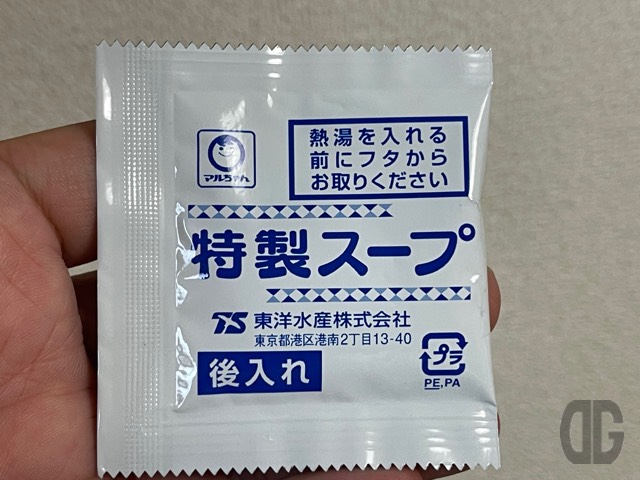 マルちゃん
熱湯を入れる
前にフタから
お取りください
特製スープ
TS 東洋水産株式会社
東京都港区港南2丁目13-40
後入れ
プラ
PE,PA
DG